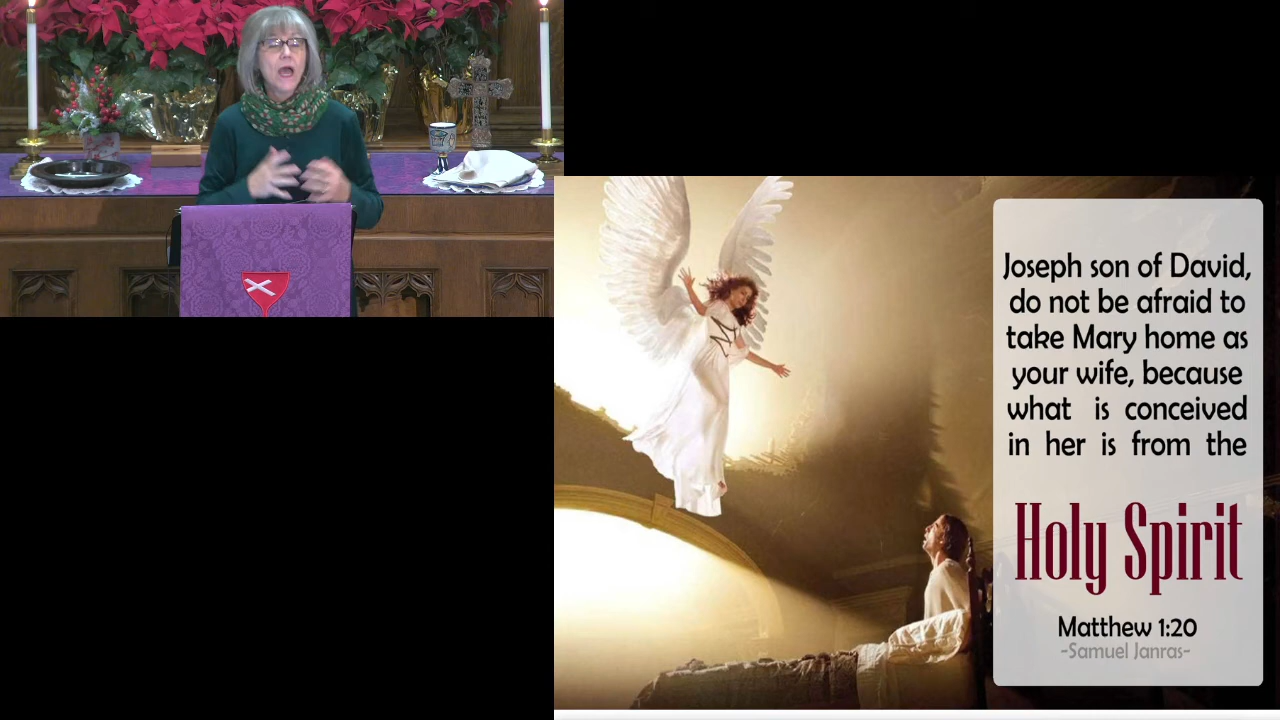 Joseph son of David,
do not be afraid to
take Mary home as
your wife, because
what is conceived
in her is from the
Holy Spirit
Matthew 1:20
-Samuel Janras-